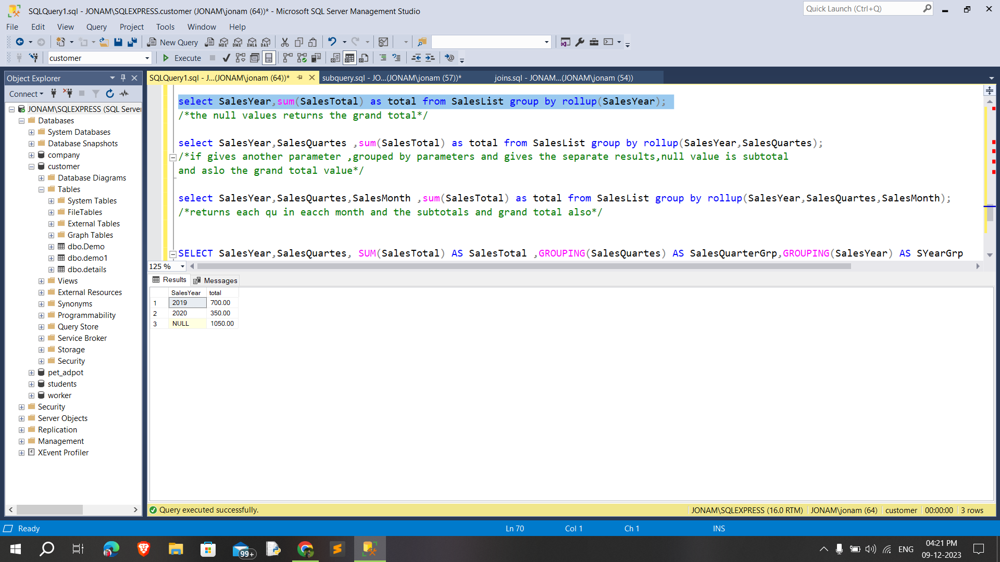 SQLQuery1.sql - JONAM\SQLEXPRESS.customer (JONAM\jonam (64))* - Microsoft SQL Server Management Studio
Quick Launch (Ctrl+Q)
File Edit View Query Project Tools Window Help
New Query MDX DMX XMLA DAX
customer Execute
Object Explorer
SQLQuery1.sql - J...(JONAM\jonam (64))* subquery.sql - JO...(JONAM\jonam (57))* joins.sql - JONAM...(JONAM\jonam (54))
Connect
JONAM\SQLEXPRESS (SQL Server
Databases
System Databases
Database Snapshots
company
customer
Database Diagrams
Tables
System Tables
FileTables
External Tables
Graph Tables
dbo.Demo
dbo.demo1
dbo.details
Views
External Resources
Synonyms
Programmability
Query Store
Service Broker
Storage
Security
pet_adpot
students
worker
Security
Server Objects
Replication
Management
XEvent Profiler
select SalesYear,sum(SalesTotal) as total from SalesList group by rollup(SalesYear);
/*the null values returns the grand total*/
select SalesYear,SalesQuartes ,sum(SalesTotal) as total from SalesList group by rollup(SalesYear,SalesQuartes);
/*if gives another parameter ,grouped by parameters and gives the separate results,null value is subtotal
and aslo the grand total value*/
select SalesYear,SalesQuartes,SalesMonth ,sum(SalesTotal) as total from SalesList group by rollup(SalesYear,SalesQuartes,SalesMonth);
/*returns each qu in eacch month and the subtotals and grand total also*/
SELECT SalesYear,SalesQuartes, SUM(SalesTotal) AS SalesTotal ,GROUPING(SalesQuartes) AS SalesQuarterGrp,GROUPING(SalesYear) AS SYearGrp
125 %
Results Messages
SalesYear total
1 2019 700.00
2 2020 350.00
3 NULL 1050.00
Query executed successfully. JONAM\SQLEXPRESS (16.0 RTM) JONAM\jonam (64) customer 00:00:00 3 rows
Ready Ln 70 Col 1 Ch 1 INS
99+
ENG
04:21 PM
09-12-2023